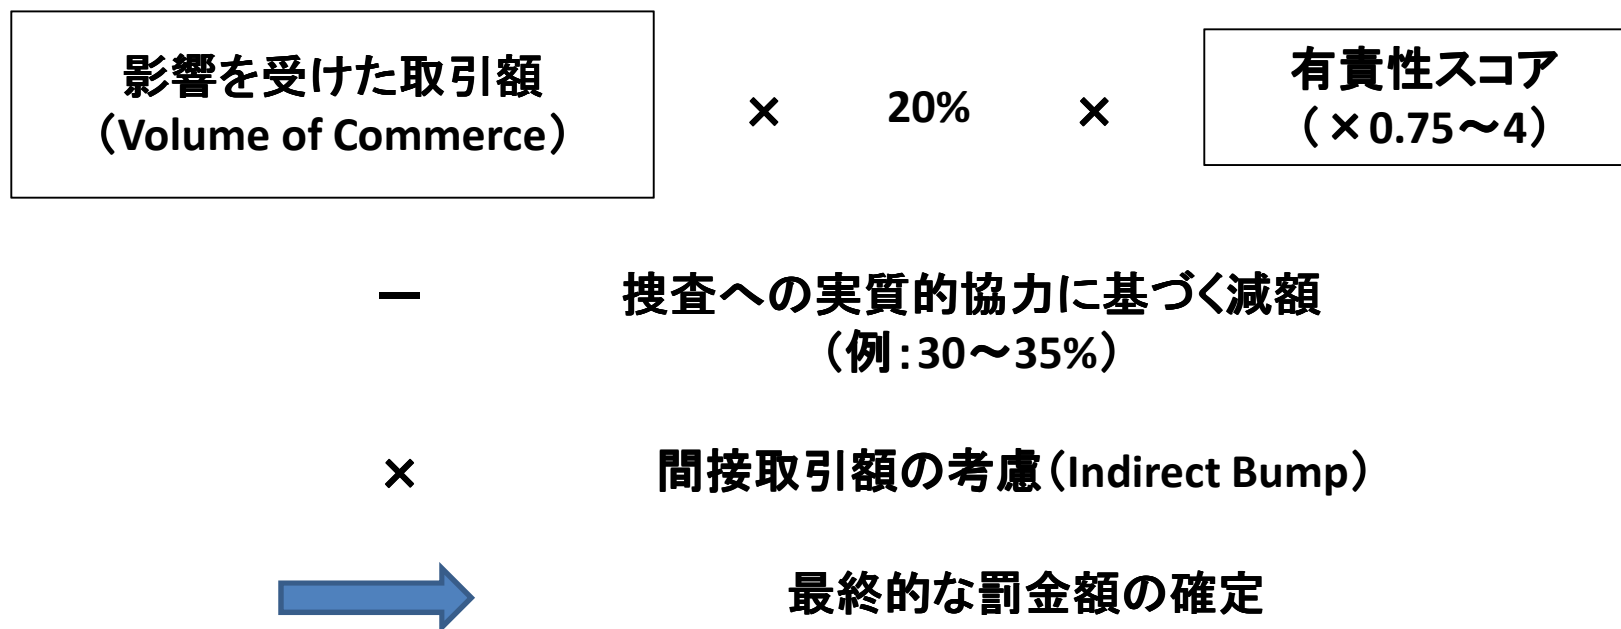 影響を受けた取引額
（Volume of Commerce）
× 20% ×
有責性スコア
（×0.75～4）
－ 捜査への実質的協力に基づく減額
（例：30～35%）
× 間接取引額の考慮（Indirect Bump）
最終的な罰金額の確定